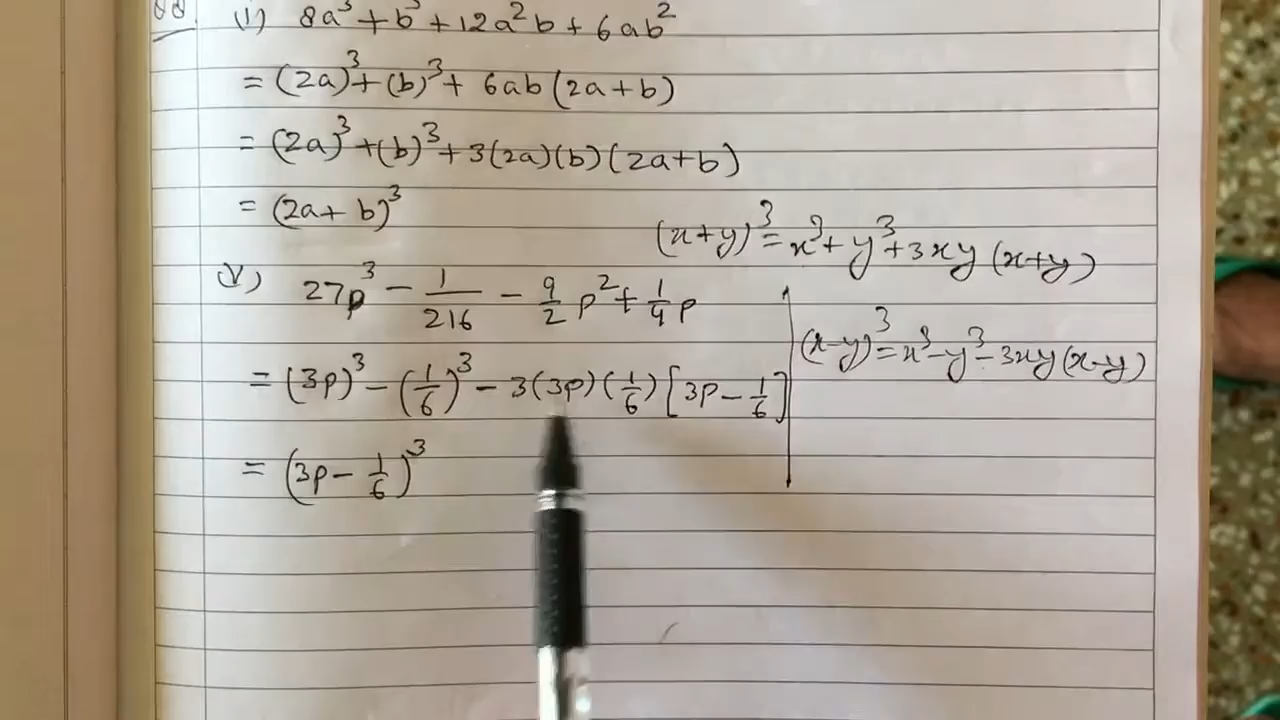 (i) 8a³ + b³ + 12a²b + 6ab²
= (2a)³ + (b)³ + 6ab (2a + b)
= (2a)³ + (b)³ + 3(2a)(b)(2a+b)
= (2a + b)³
(x+y)³ = x³ + y³ + 3xy (x+y)
(v) 27p³ - 1/216 - 9/2 p² + 1/4 p
(x-y)³ = x³ - y³ - 3xy(x-y)
= (3p)³ - (1/6)³ - 3(3p)(1/6) [3p - 1/6]
= (3p - 1/6)³